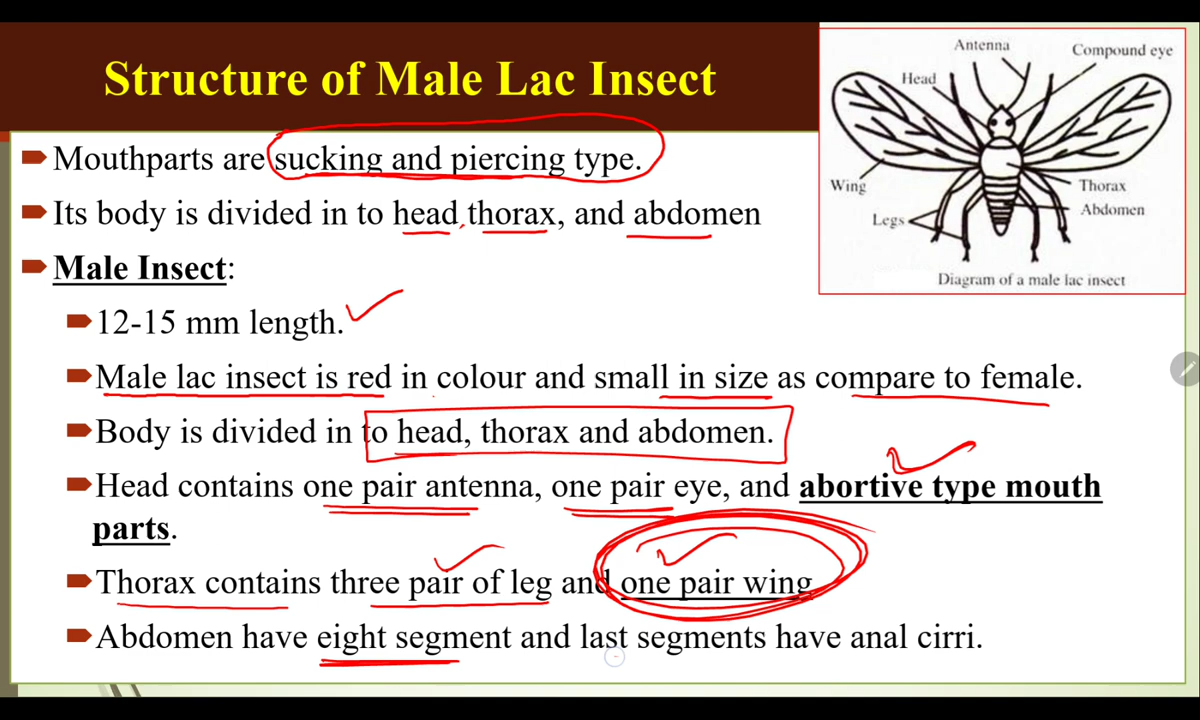 Structure of Male Lac Insect
Mouthparts are sucking and piercing type.
Its body is divided in to head, thorax, and abdomen
Male Insect:
12-15 mm length.
Male lac insect is red in colour and small in size as compare to female.
Body is divided in to head, thorax and abdomen.
Head contains one pair antenna, one pair eye, and abortive type mouth
parts.
Thorax contains three pair of leg and one pair wing
Abdomen have eight segment and last segments have anal cirri.
Antenna
Compound eye
Head
Wing
Thorax
Abdomen
Legs
Diagram of a male lac insect